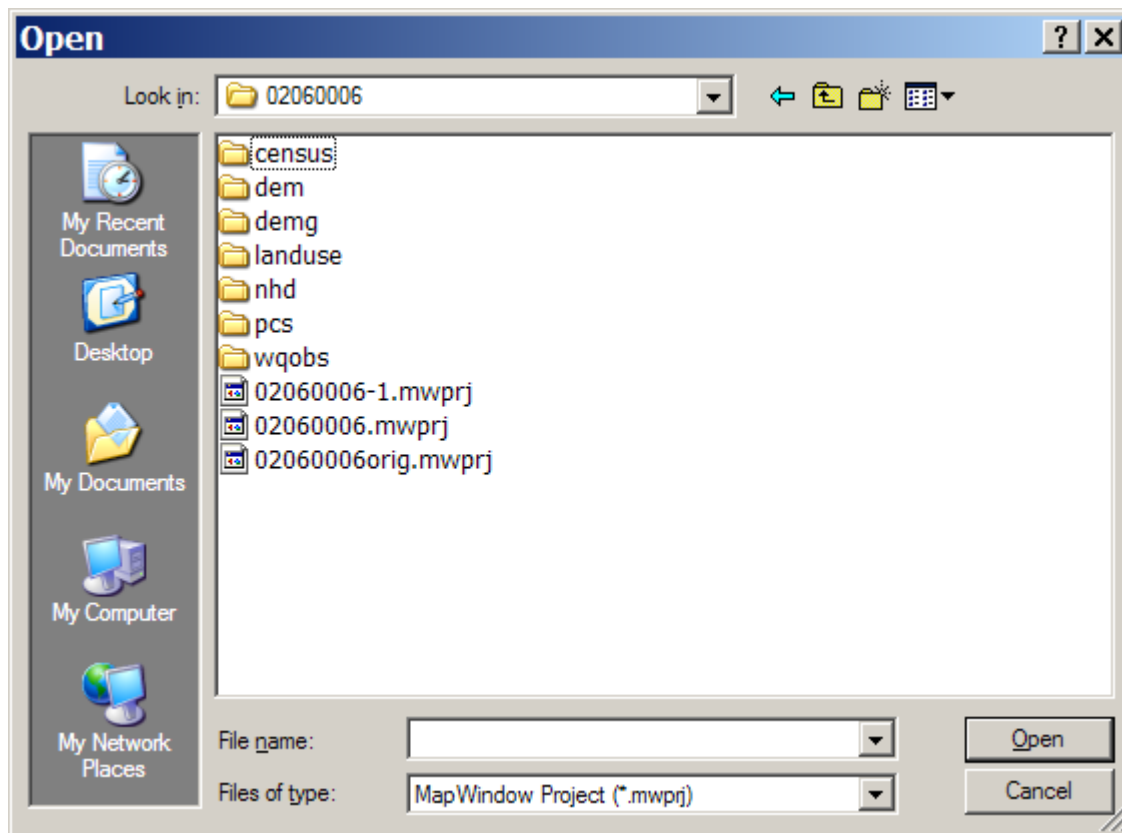 Open
Look in: 02060006
My Recent
Documents
Desktop
My Documents
My Computer
My Network
Places
census
dem
demg
landuse
nhd
pcs
wqobs
02060006-1.mwprj
02060006.mwprj
02060006orig.mwprj
File name: Open
Files of type: MapWindow Project (*.mwprj) Cancel